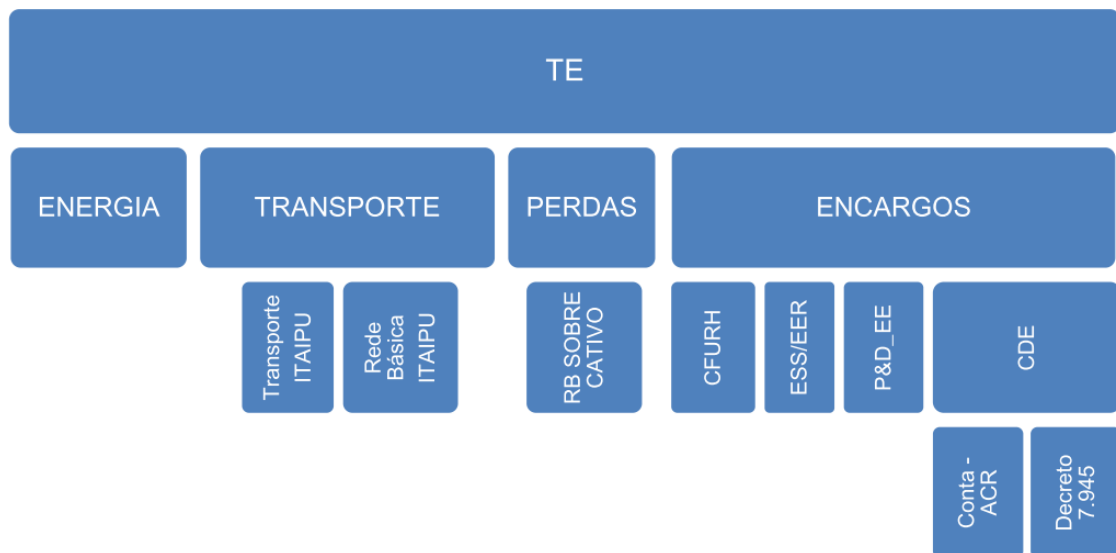 TE
ENERGIA
TRANSPORTE
PERDAS
ENCARGOS
Transporte
ITAIPU
Rede
Básica
ITAIPU
RB SOBRE
CATIVO
CFURH
ESS/EER
P&D_EE
CDE
Conta -
ACR
Decreto
7.945